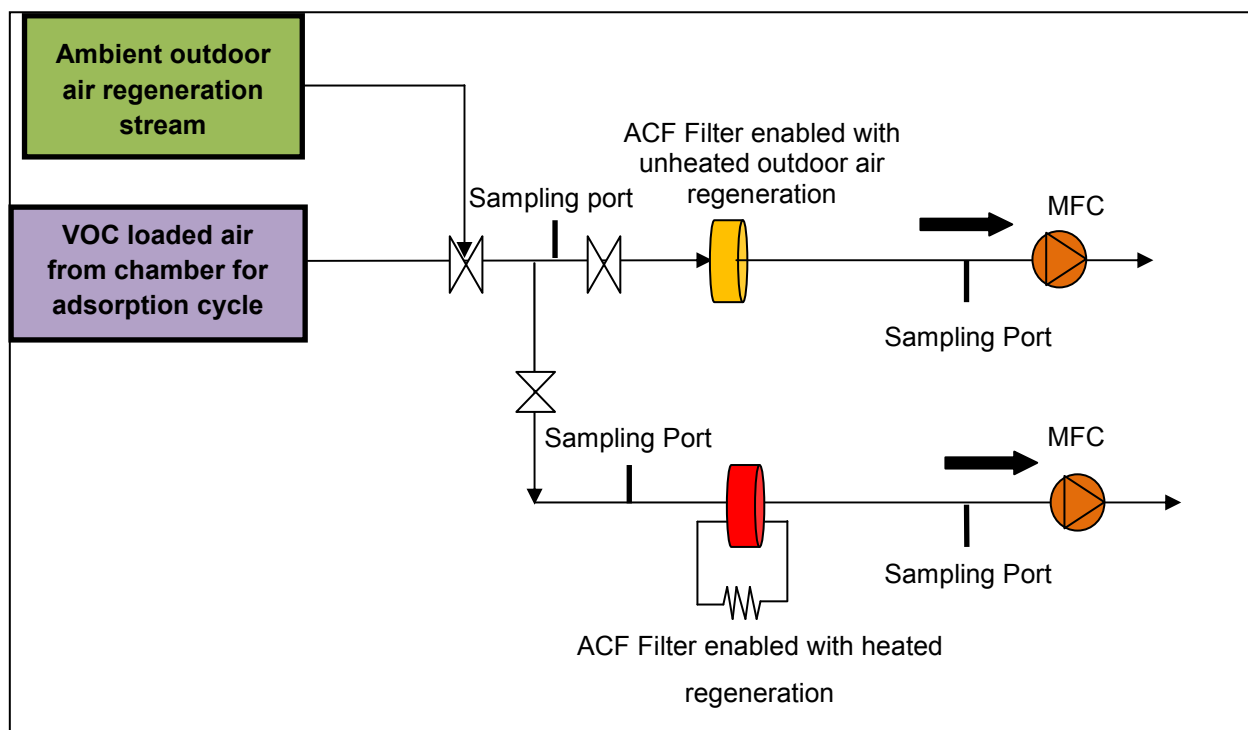 Ambient outdoor
air regeneration
stream
VOC loaded air
from chamber for
adsorption cycle
Sampling port
ACF Filter enabled with
unheated outdoor air
regeneration
MFC
Sampling Port
Sampling Port
MFC
Sampling Port
ACF Filter enabled with heated
regeneration